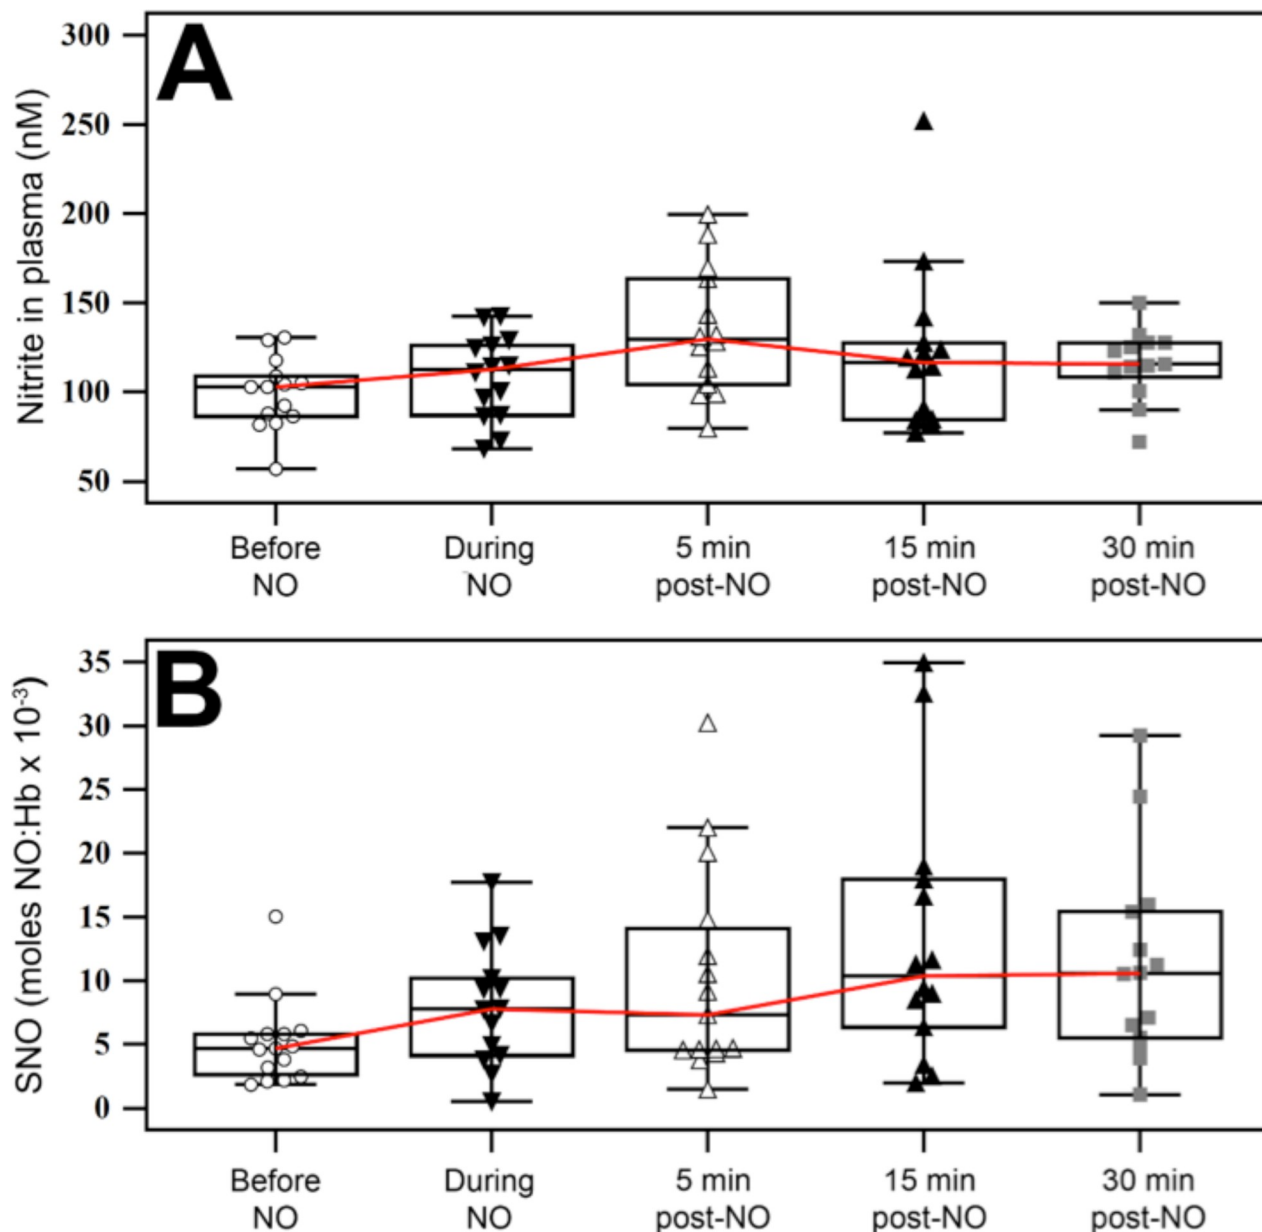 A
Nitrite in plasma (nM)
300
250
200
150
100
50
Before
NO
During
NO
5 min
post-NO
15 min
post-NO
30 min
post-NO
B
SNO (moles NO:Hb x 10⁻³)
35
30
25
20
15
10
5
0
Before
NO
During
NO
5 min
post-NO
15 min
post-NO
30 min
post-NO